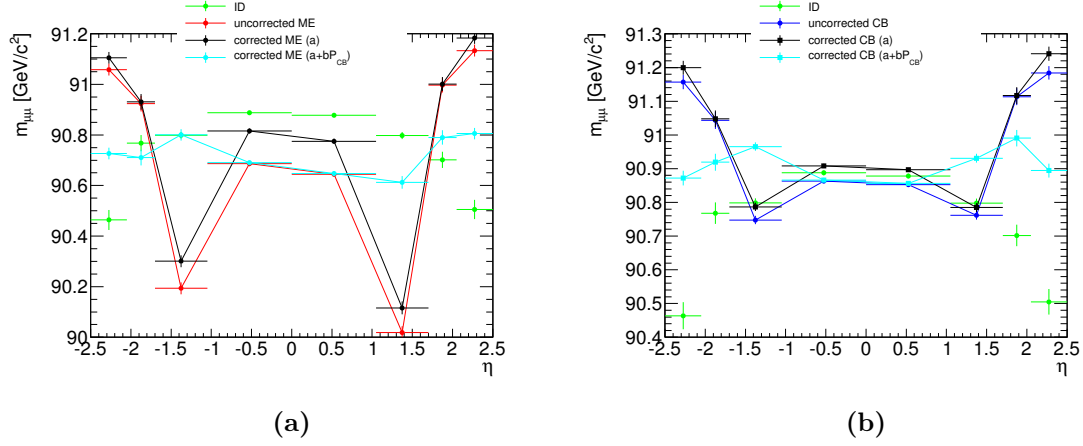 ID
uncorrected ME
corrected ME (a)
corrected ME (a+bP_CB)
m_μμ [GeV/c²]
91.2
91
90.8
90.6
90.4
90.2
90
-2.5 -2 -1.5 -1 -0.5 0 0.5 1 1.5 2 2.5
η
(a)
ID
uncorrected CB
corrected CB (a)
corrected CB (a+bP_CB)
m_μμ [GeV/c²]
91.3
91.2
91.1
91
90.9
90.8
90.7
90.6
90.5
90.4
-2.5 -2 -1.5 -1 -0.5 0 0.5 1 1.5 2 2.5
η
(b)